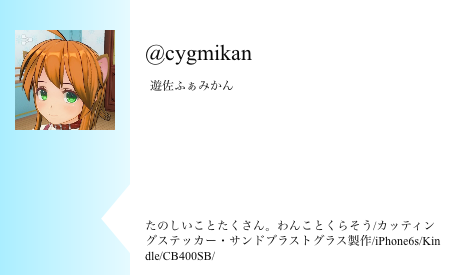 @cygmikan
遊佐ふぁみかん
たのしいことたくさん。わんことくらそう/カッティン
グステッカー・サンドブラストグラス製作/iPhone6s/Kin
dle/CB400SB/